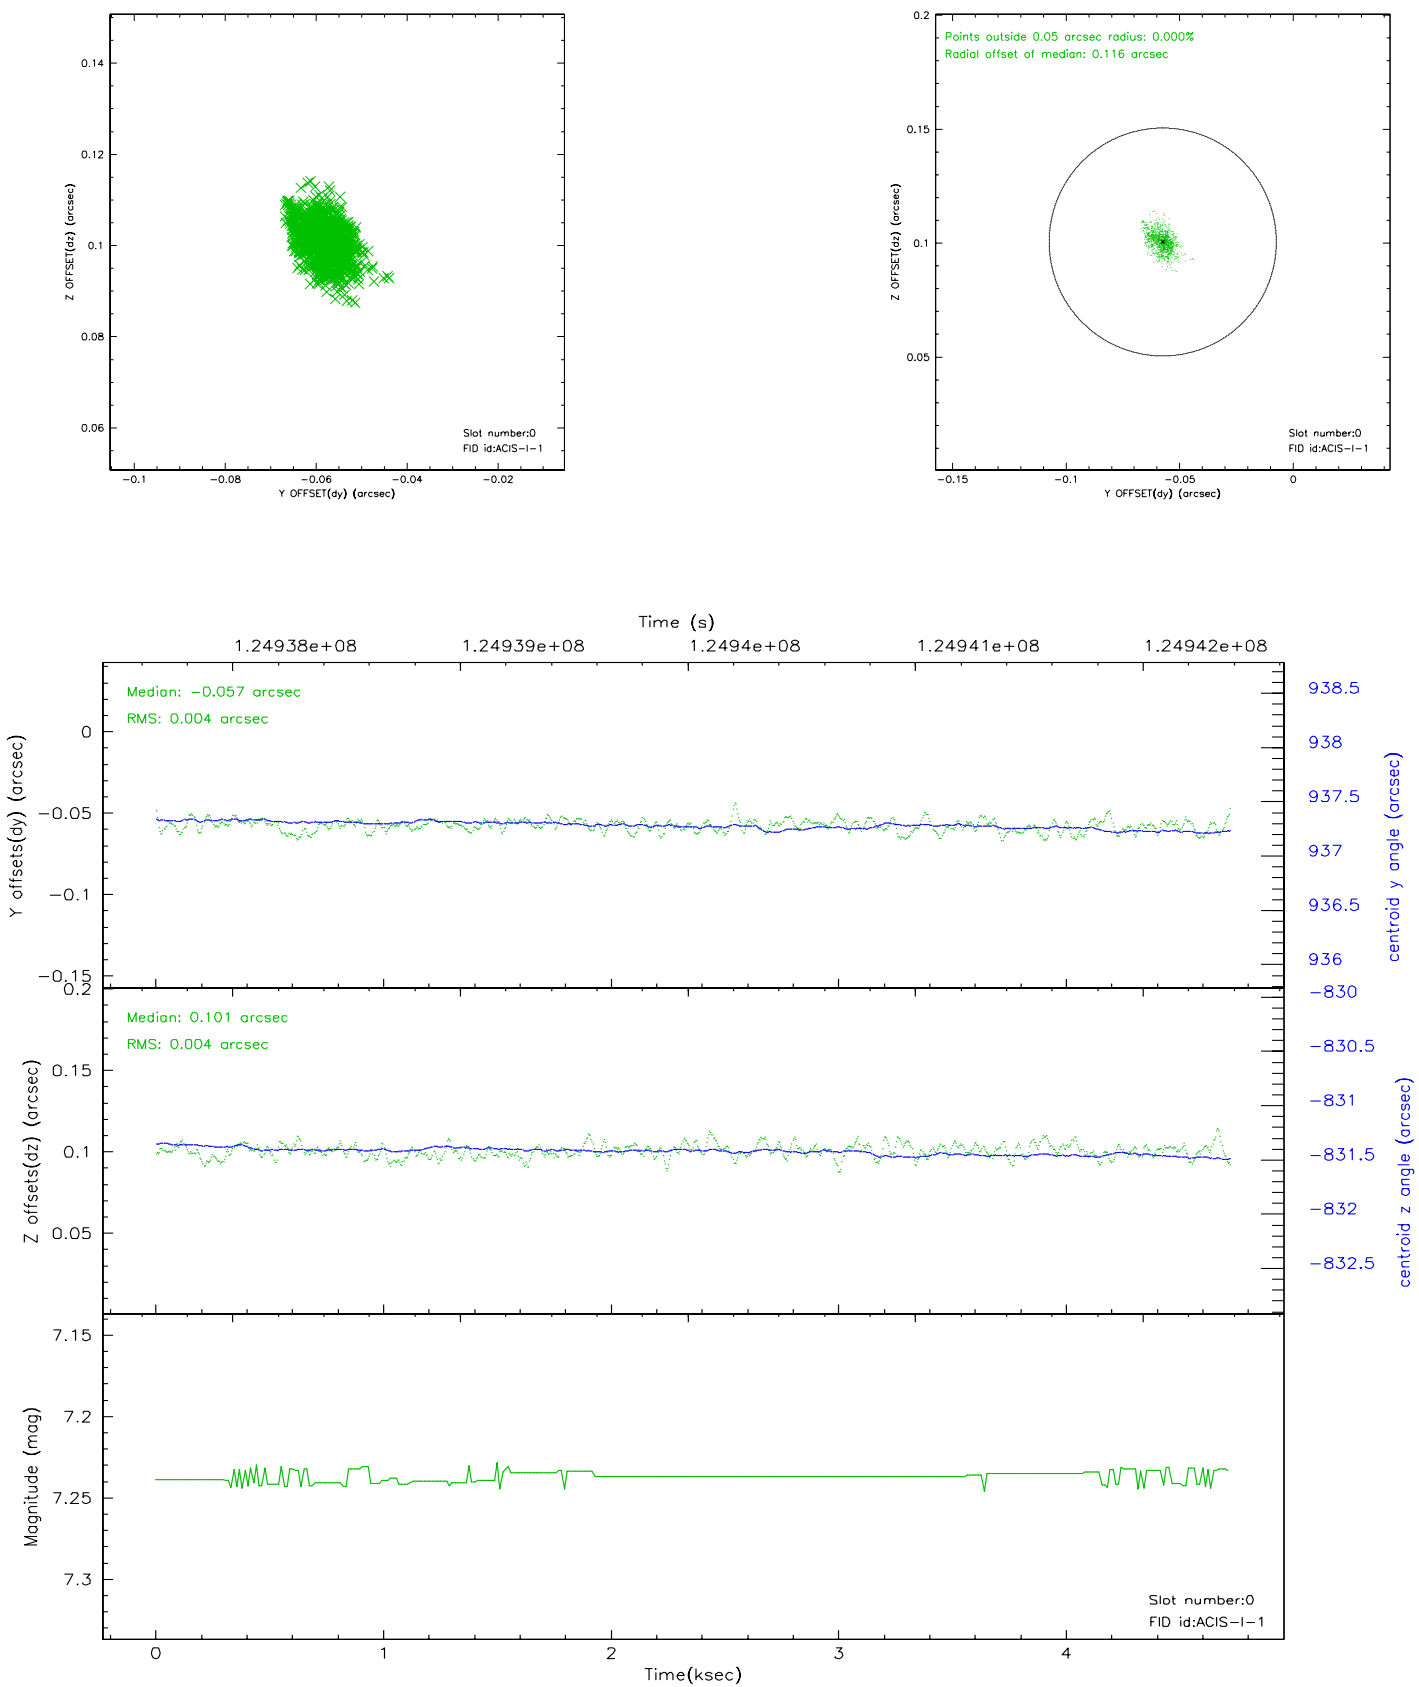 0.14
0.12
0.1
0.08
0.06
Z OFFSET(dz) (arcsec)
Slot number:0
FID id:ACIS-I-1
-0.1 -0.08 -0.06 -0.04 -0.02
Y OFFSET(dy) (arcsec)
0.2
0.15
0.1
0.05
Z OFFSET(dz) (arcsec)
Points outside 0.05 arcsec radius: 0.000%
Radial offset of median: 0.116 arcsec
Slot number:0
FID id:ACIS-I-1
-0.15 -0.1 -0.05 0
Y OFFSET(dy) (arcsec)
Time (s)
1.24938e+08 1.24939e+08 1.2494e+08 1.24941e+08 1.24942e+08
Median: -0.057 arcsec
RMS: 0.004 arcsec
0
-0.05
-0.1
-0.15
Y offsets(dy) (arcsec)
938.5
938
937.5
937
936.5
936
centroid y angle (arcsec)
Median: 0.101 arcsec
RMS: 0.004 arcsec
0.2
0.15
0.1
0.05
Z offsets(dz) (arcsec)
-830
-830.5
-831
-831.5
-832
-832.5
centroid z angle (arcsec)
7.15
7.2
7.25
7.3
Magnitude (mag)
Slot number:0
FID id:ACIS-I-1
0 1 2 3 4
Time(ksec)